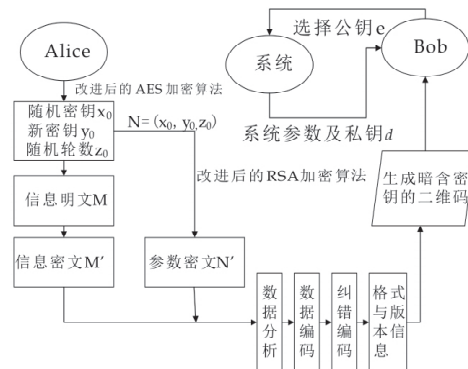 Alice
改进后的AES加密算法
随机密钥x₀
新密钥y₀
随机轮数z₀
N=(x₀, y₀,z₀)
信息明文M
信息密文M′
改进后的RSA加密算法
参数密文N′
选择公钥e
系统
Bob
系统参数及私钥d
生成暗含密
钥的二维码
数据分析
数据编码
纠错编码
格式
与版
本信
息